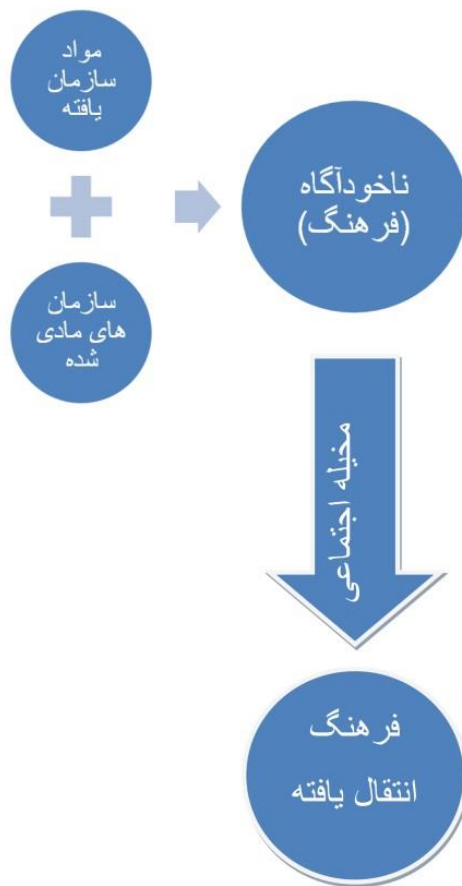 مواد
سازمان
یافته
ناخودآگاه
(فرهنگ)
سازمان
های مادی
شده
مخیله اجتماعی
فرهنگ
انتقال یافته